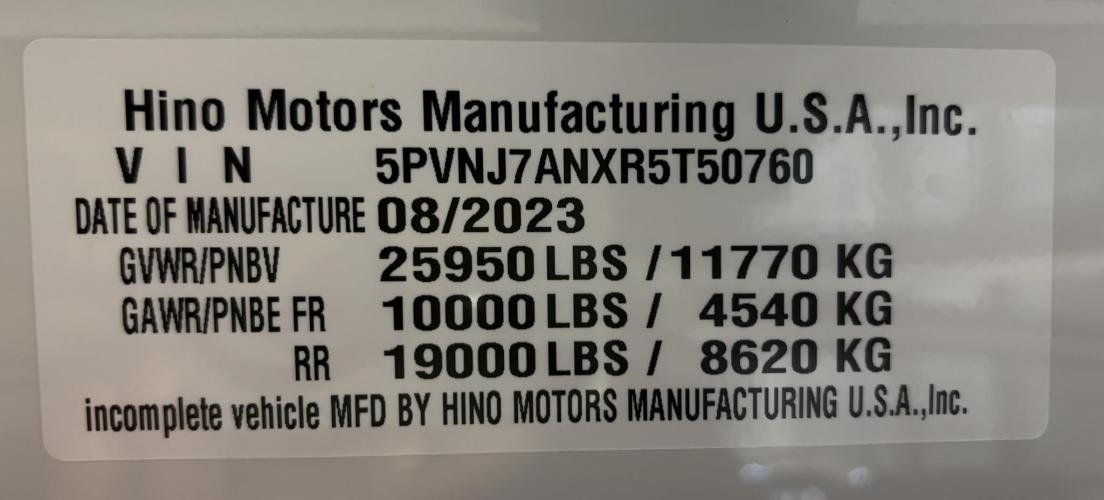 Hino Motors Manufacturing U.S.A.,Inc.
VIN 5PVNJ7ANXR5T50760
DATE OF MANUFACTURE 08/2023
GVWR/PNBV 25950 LBS / 11770 KG
GAWR/PNBE FR 10000 LBS / 4540 KG
RR 19000 LBS / 8620 KG
incomplete vehicle MFD BY HINO MOTORS MANUFACTURING U.S.A.,Inc.